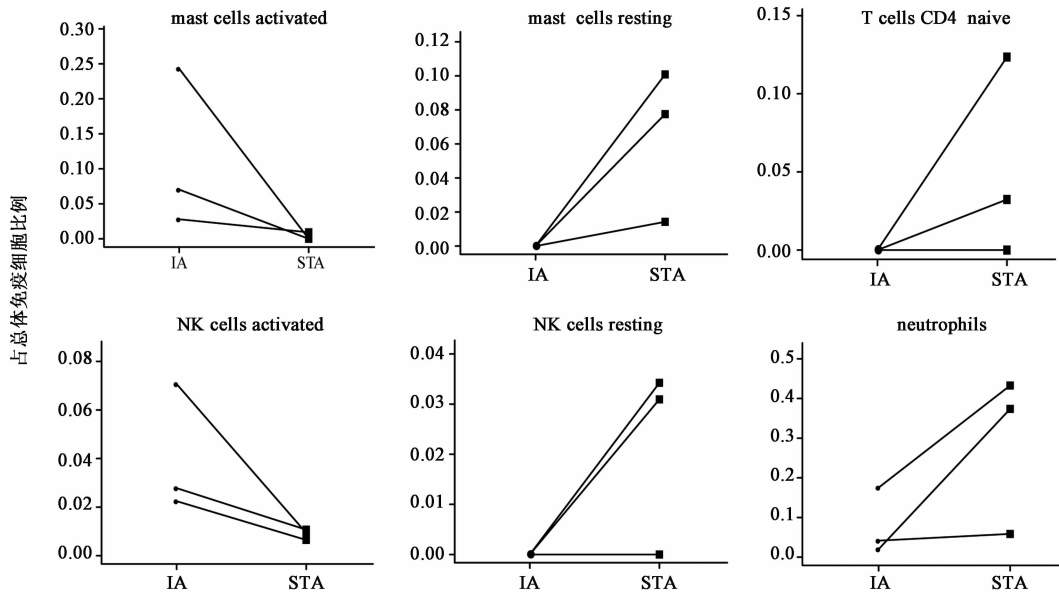 占总体免疫细胞比例
mast cells activated
0.30
0.25
0.20
0.15
0.10
0.05
0.00
IA STA
mast cells resting
0.12
0.10
0.08
0.06
0.04
0.02
0.00
IA STA
T cells CD4 naive
0.15
0.10
0.05
0.00
IA STA
NK cells activated
0.08
0.06
0.04
0.02
0.00
IA STA
NK cells resting
0.04
0.03
0.02
0.01
0.00
IA STA
neutrophils
0.5
0.4
0.3
0.2
0.1
0.0
IA STA